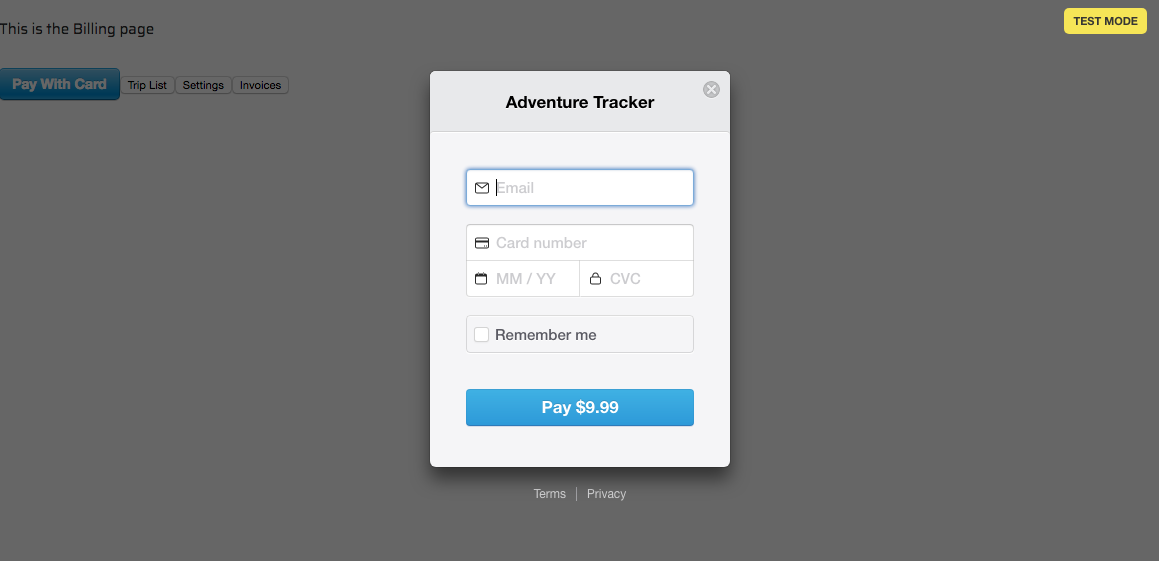 This is the Billing page
TEST MODE
Pay With Card Trip List Settings Invoices
Adventure Tracker
Email
Card number
MM / YY CVC
Remember me
Pay $9.99
Terms Privacy